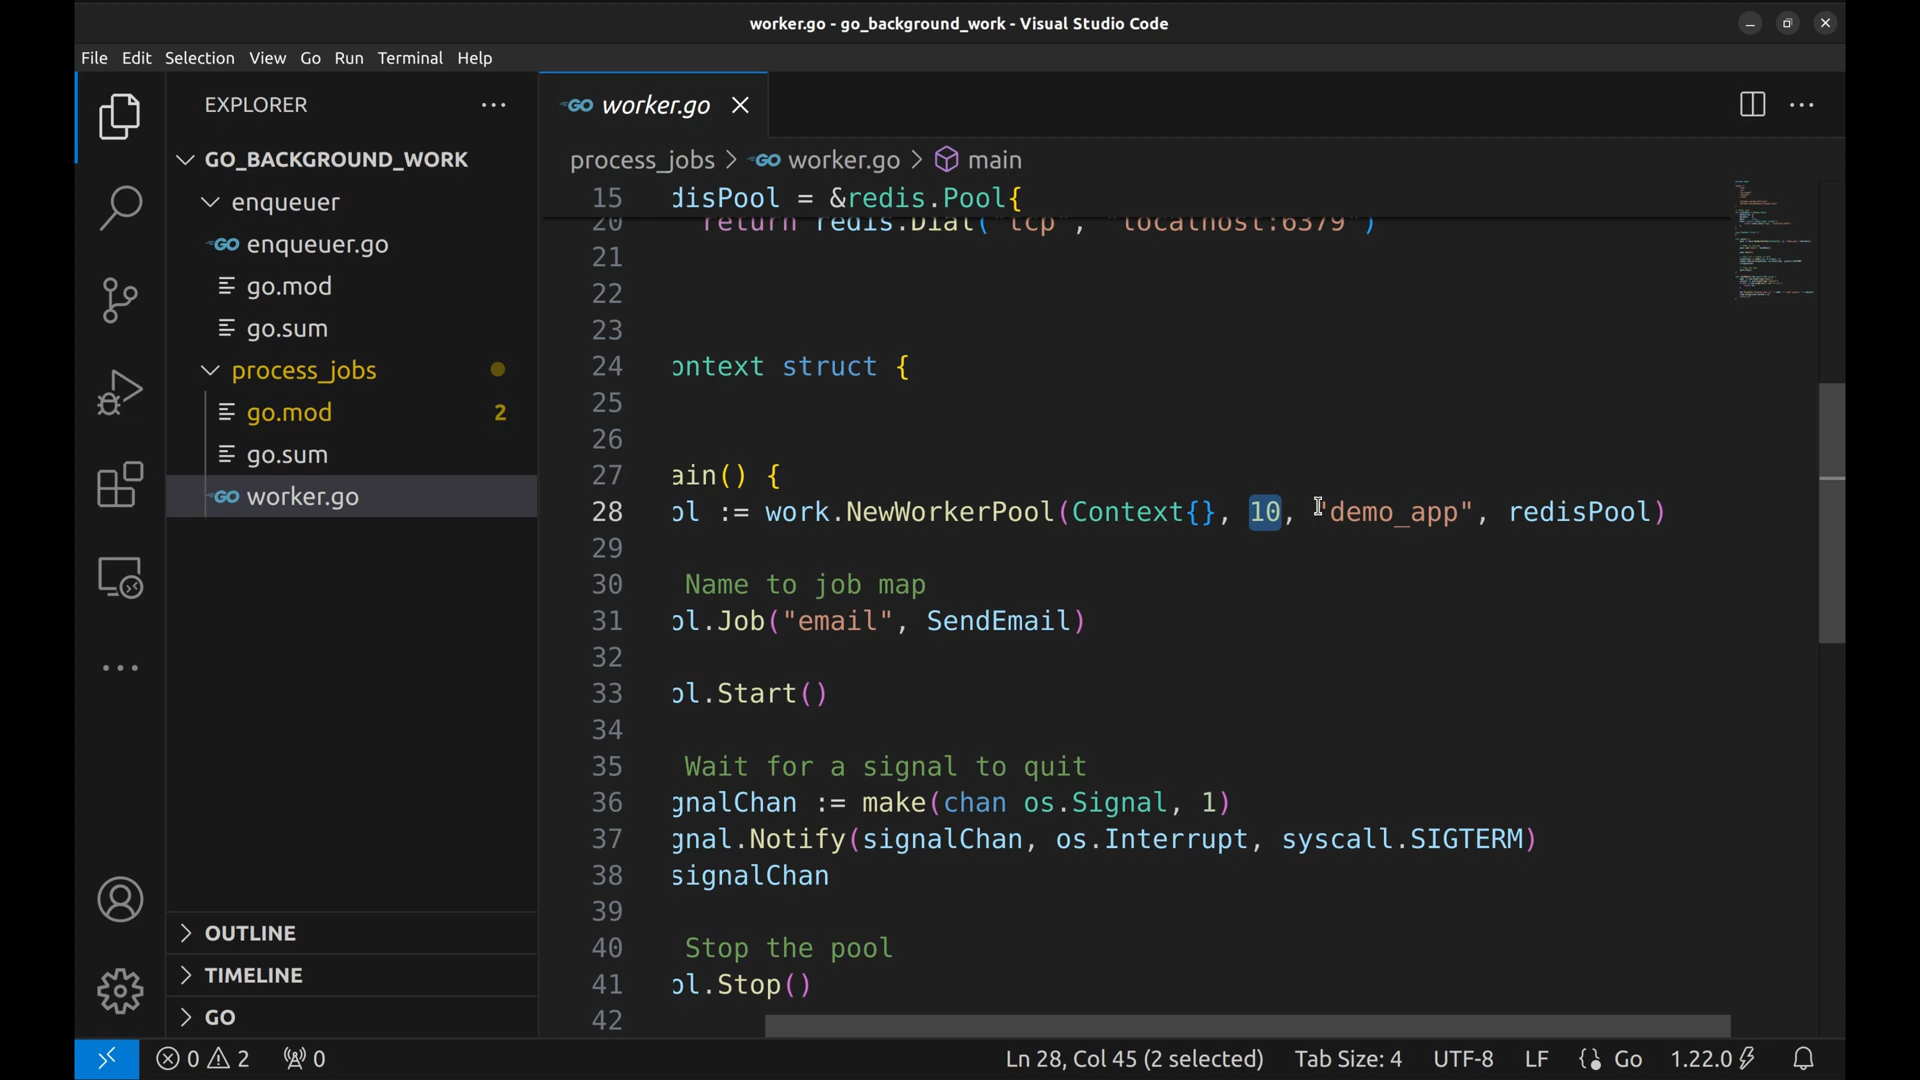 worker.go - go_background_work - Visual Studio Code
File Edit Selection View Go Run Terminal Help
EXPLORER
GO_BACKGROUND_WORK
enqueuer
GO enqueuer.go
go.mod
go.sum
process_jobs
go.mod 2
go.sum
GO worker.go
OUTLINE
TIMELINE
GO
GO worker.go
process_jobs > GO worker.go > main
15 disPool = &redis.Pool{
20 return redis.Dial("tcp", "localhost:6379")
21
22
23
24 ontext struct {
25
26
27 ain() {
28 ol := work.NewWorkerPool(Context{}, 10, "demo_app", redisPool)
29
30 Name to job map
31 ol.Job("email", SendEmail)
32
33 ol.Start()
34
35 Wait for a signal to quit
36 gnalChan := make(chan os.Signal, 1)
37 gnal.Notify(signalChan, os.Interrupt, syscall.SIGTERM)
38 signalChan
39
40 Stop the pool
41 ol.Stop()
42
0 2 0 Ln 28, Col 45 (2 selected) Tab Size: 4 UTF-8 LF {} Go 1.22.0